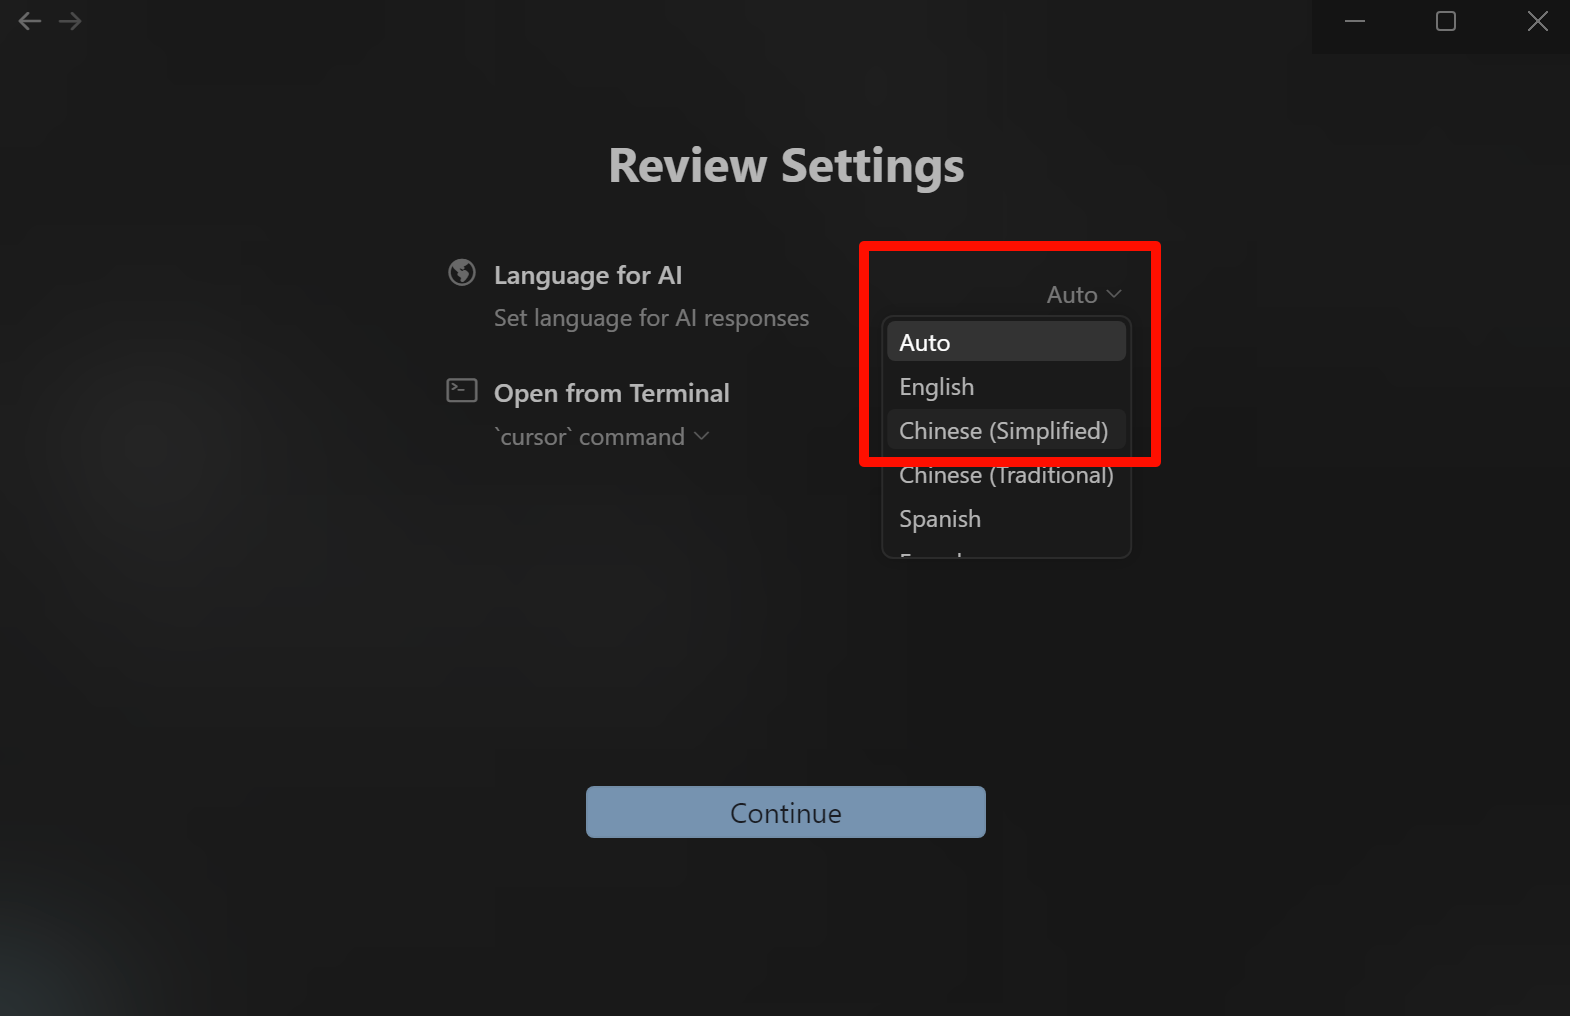 Review Settings
Language for AI
Set language for AI responses
Auto
Auto
English
Chinese (Simplified)
Chinese (Traditional)
Spanish
Open from Terminal
`cursor` command
Continue